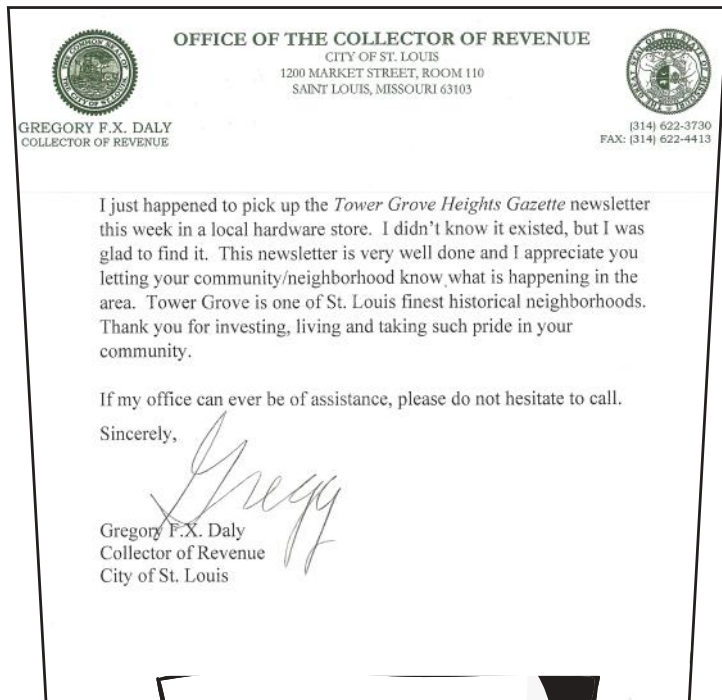 OFFICE OF THE COLLECTOR OF REVENUE
CITY OF ST. LOUIS
1200 MARKET STREET, ROOM 110
SAINT LOUIS, MISSOURI 63103
GREGORY F.X. DALY
COLLECTOR OF REVENUE
(314) 622-3730
FAX: (314) 622-4413
I just happened to pick up the Tower Grove Heights Gazette newsletter
this week in a local hardware store. I didn't know it existed, but I was
glad to find it. This newsletter is very well done and I appreciate you
letting your community/neighborhood know what is happening in the
area. Tower Grove is one of St. Louis finest historical neighborhoods.
Thank you for investing, living and taking such pride in your
community.
If my office can ever be of assistance, please do not hesitate to call.
Sincerely,
Gregg
Gregory F.X. Daly
Collector of Revenue
City of St. Louis